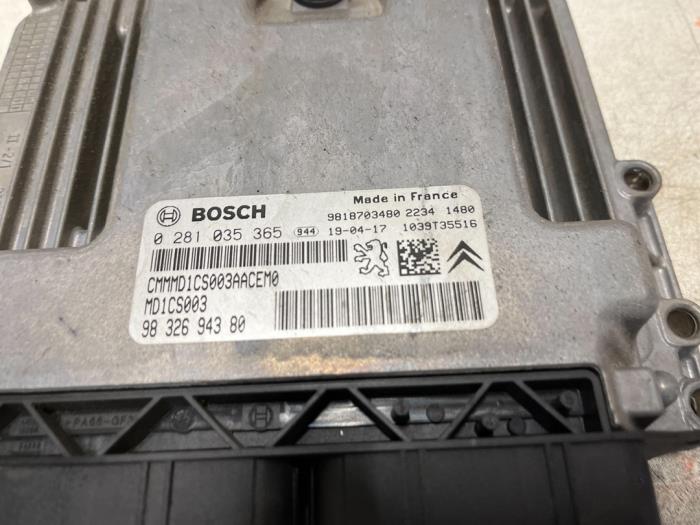 Made in France
BOSCH
9818703480 2234 1480
0 281 035 365 944 19-04-17 1039T35516
CMMMD1CS003AACEM0
MD1CS003
98 326 943 80